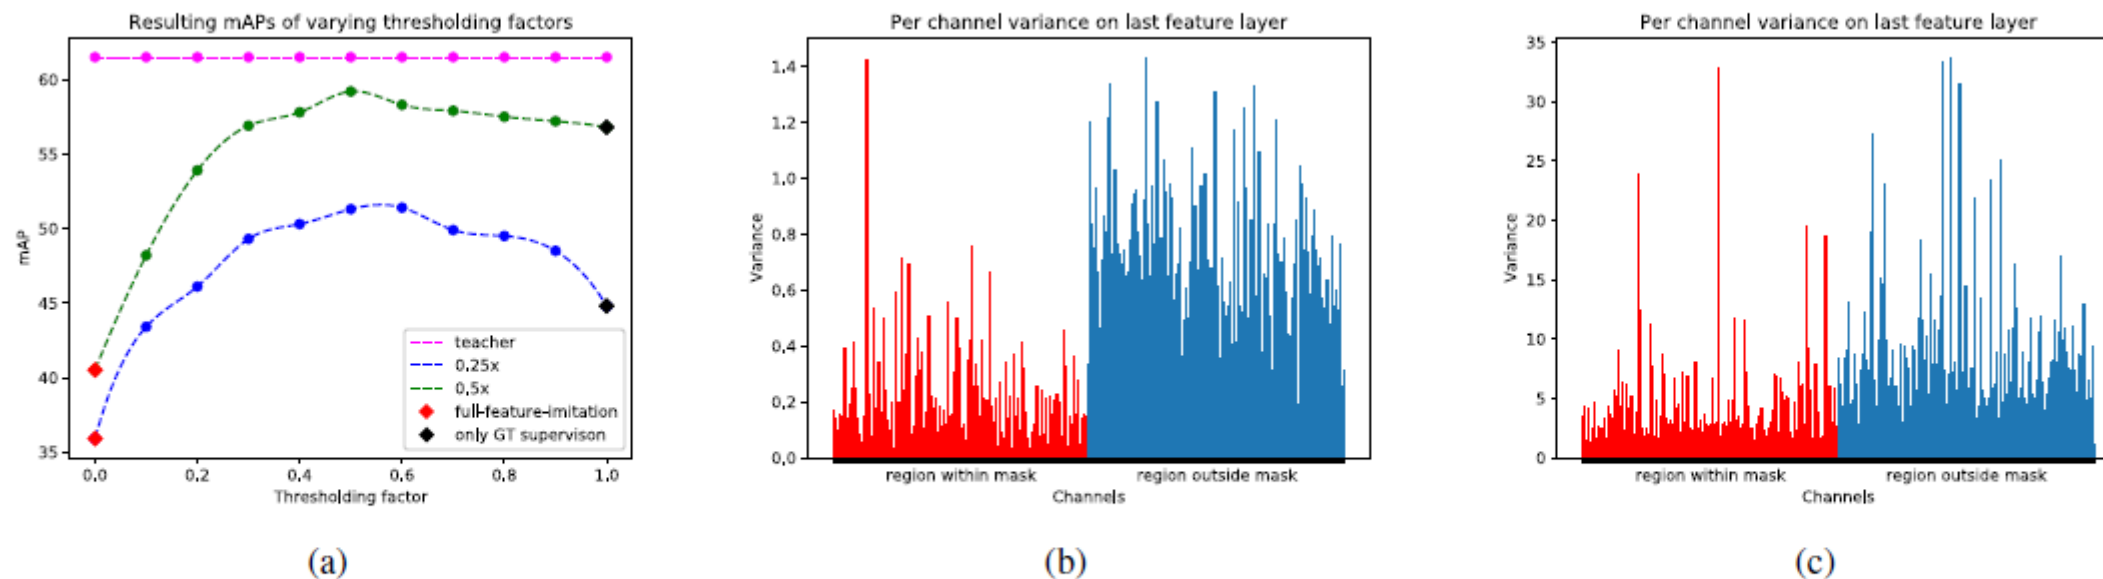 Resulting mAPs of varying thresholding factors
60
55
50
45
40
35
mAP
0.0 0.2 0.4 0.6 0.8 1.0
Thresholding factor
teacher
0.25x
0.5x
full-feature-imitation
only GT supervison
(a)
Per channel variance on last feature layer
1.4
1.2
1.0
0.8
0.6
0.4
0.2
0.0
Variance
region within mask region outside mask
Channels
(b)
Per channel variance on last feature layer
35
30
25
20
15
10
5
0
Variance
region within mask region outside mask
Channels
(c)